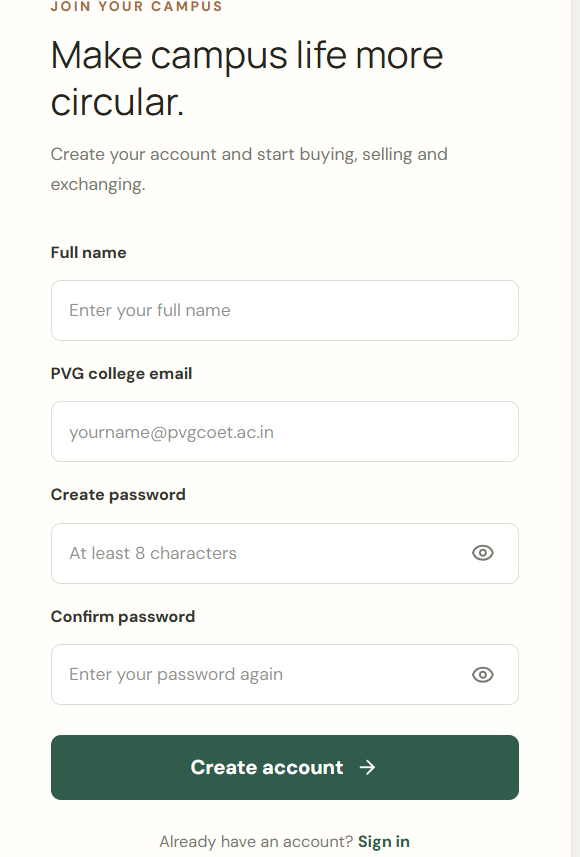 JOIN YOUR CAMPUS
Make campus life more
circular.
Create your account and start buying, selling and
exchanging.
Full name
Enter your full name
PVG college email
yourname@pvgcoet.ac.in
Create password
At least 8 characters
Confirm password
Enter your password again
Create account →
Already have an account? Sign in